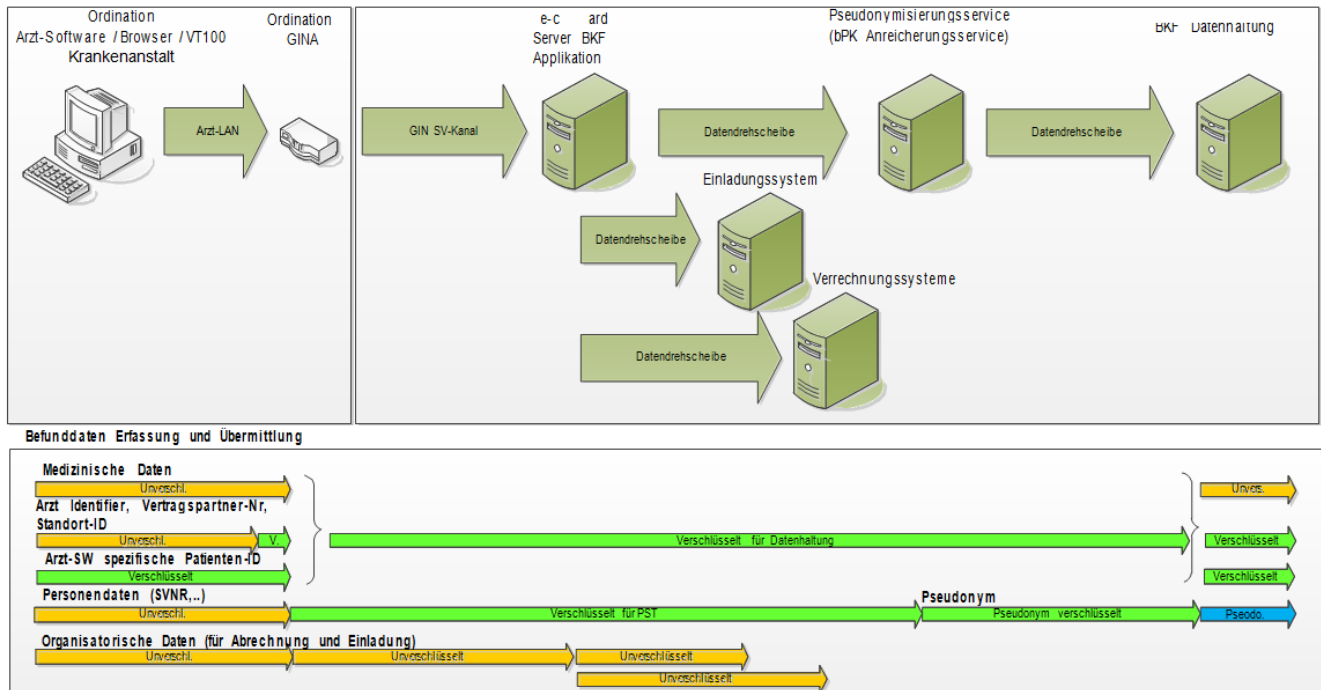 Ordination
Arzt-Software / Browser / VT100
Krankenanstalt
Ordination
GINA
e-c ard
Server BKF
Applikation
Pseudonymisierungsservice
(bPK Anreicherungsservice)
BKF Datenhaltung
Arzt-LAN
GIN SV-Kanal
Datendrehscheibe
Datendrehscheibe
Einladungssystem
Datendrehscheibe
Verrechnungssysteme
Datendrehscheibe
Befunddaten Erfassung und Übermittlung
Medizinische Daten
Unverschl.
Unvers.
Arzt Identifier, Vertragspartner-Nr,
Standort-ID
Unverschl.
V.
Verschlüsselt für Datenhaltung
Verschlüsselt
Arzt-SW spezifische Patienten-ID
Verschlüsselt
Verschlüsselt
Personendaten (SVNR,..)
Pseudonym
Unverschl.
Verschlüsselt für PST
Pseudonym verschlüsselt
Pseodo.
Organisatorische Daten (für Abrechnung und Einladung)
Unverschl.
Unverschlüsselt
Unverschlüsselt
Unverschlüsselt